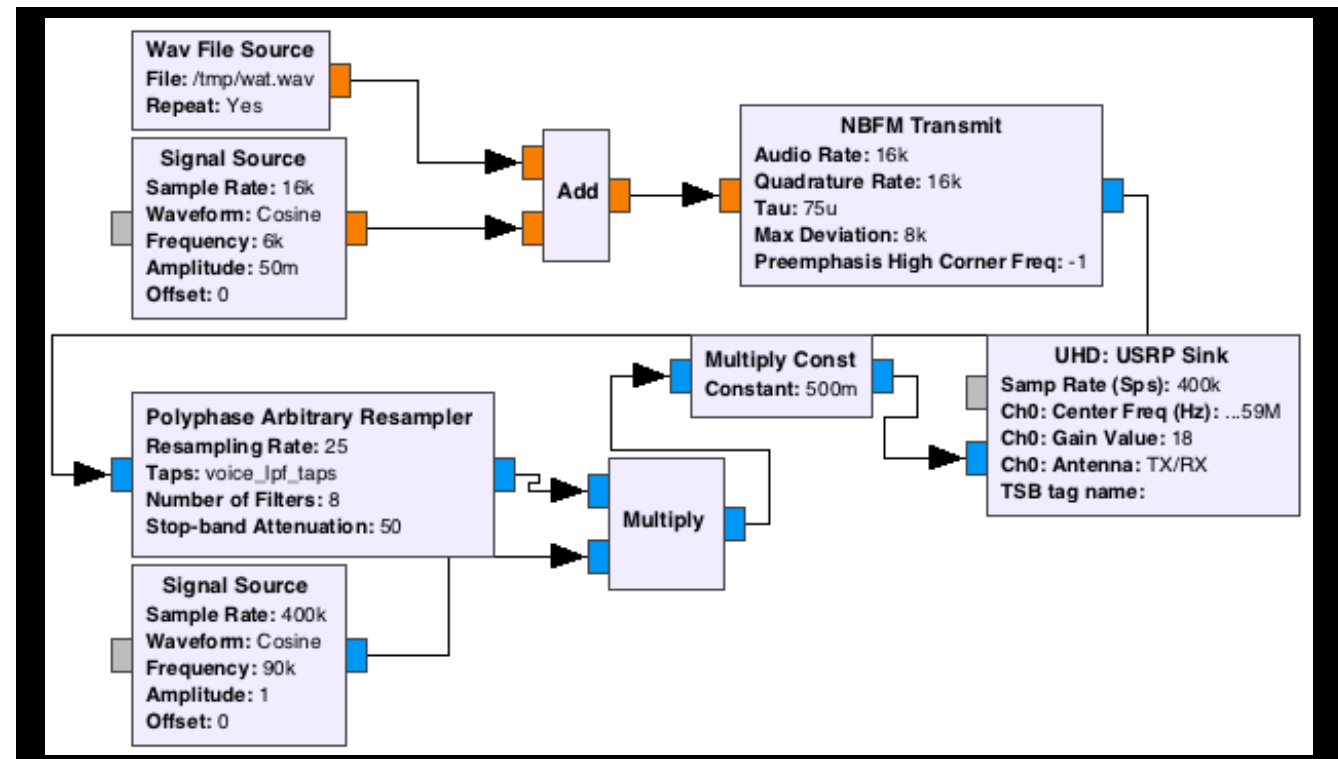 Wav File Source
File: /tmp/wat.wav
Repeat: Yes
Signal Source
Sample Rate: 16k
Waveform: Cosine
Frequency: 6k
Amplitude: 50m
Offset: 0
Add
NBFM Transmit
Audio Rate: 16k
Quadrature Rate: 16k
Tau: 75u
Max Deviation: 8k
Preemphasis High Corner Freq: -1
Multiply Const
Constant: 500m
UHD: USRP Sink
Samp Rate (Sps): 400k
Ch0: Center Freq (Hz): ...59M
Ch0: Gain Value: 18
Ch0: Antenna: TX/RX
TSB tag name:
Polyphase Arbitrary Resampler
Resampling Rate: 25
Taps: voice_lpf_taps
Number of Filters: 8
Stop-band Attenuation: 50
Multiply
Signal Source
Sample Rate: 400k
Waveform: Cosine
Frequency: 90k
Amplitude: 1
Offset: 0